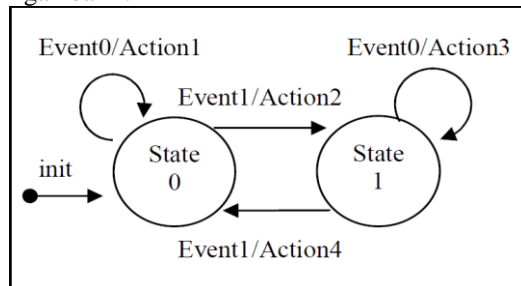 Event0/Action1
Event0/Action3
Event1/Action2
State
0
State
1
init
Event1/Action4